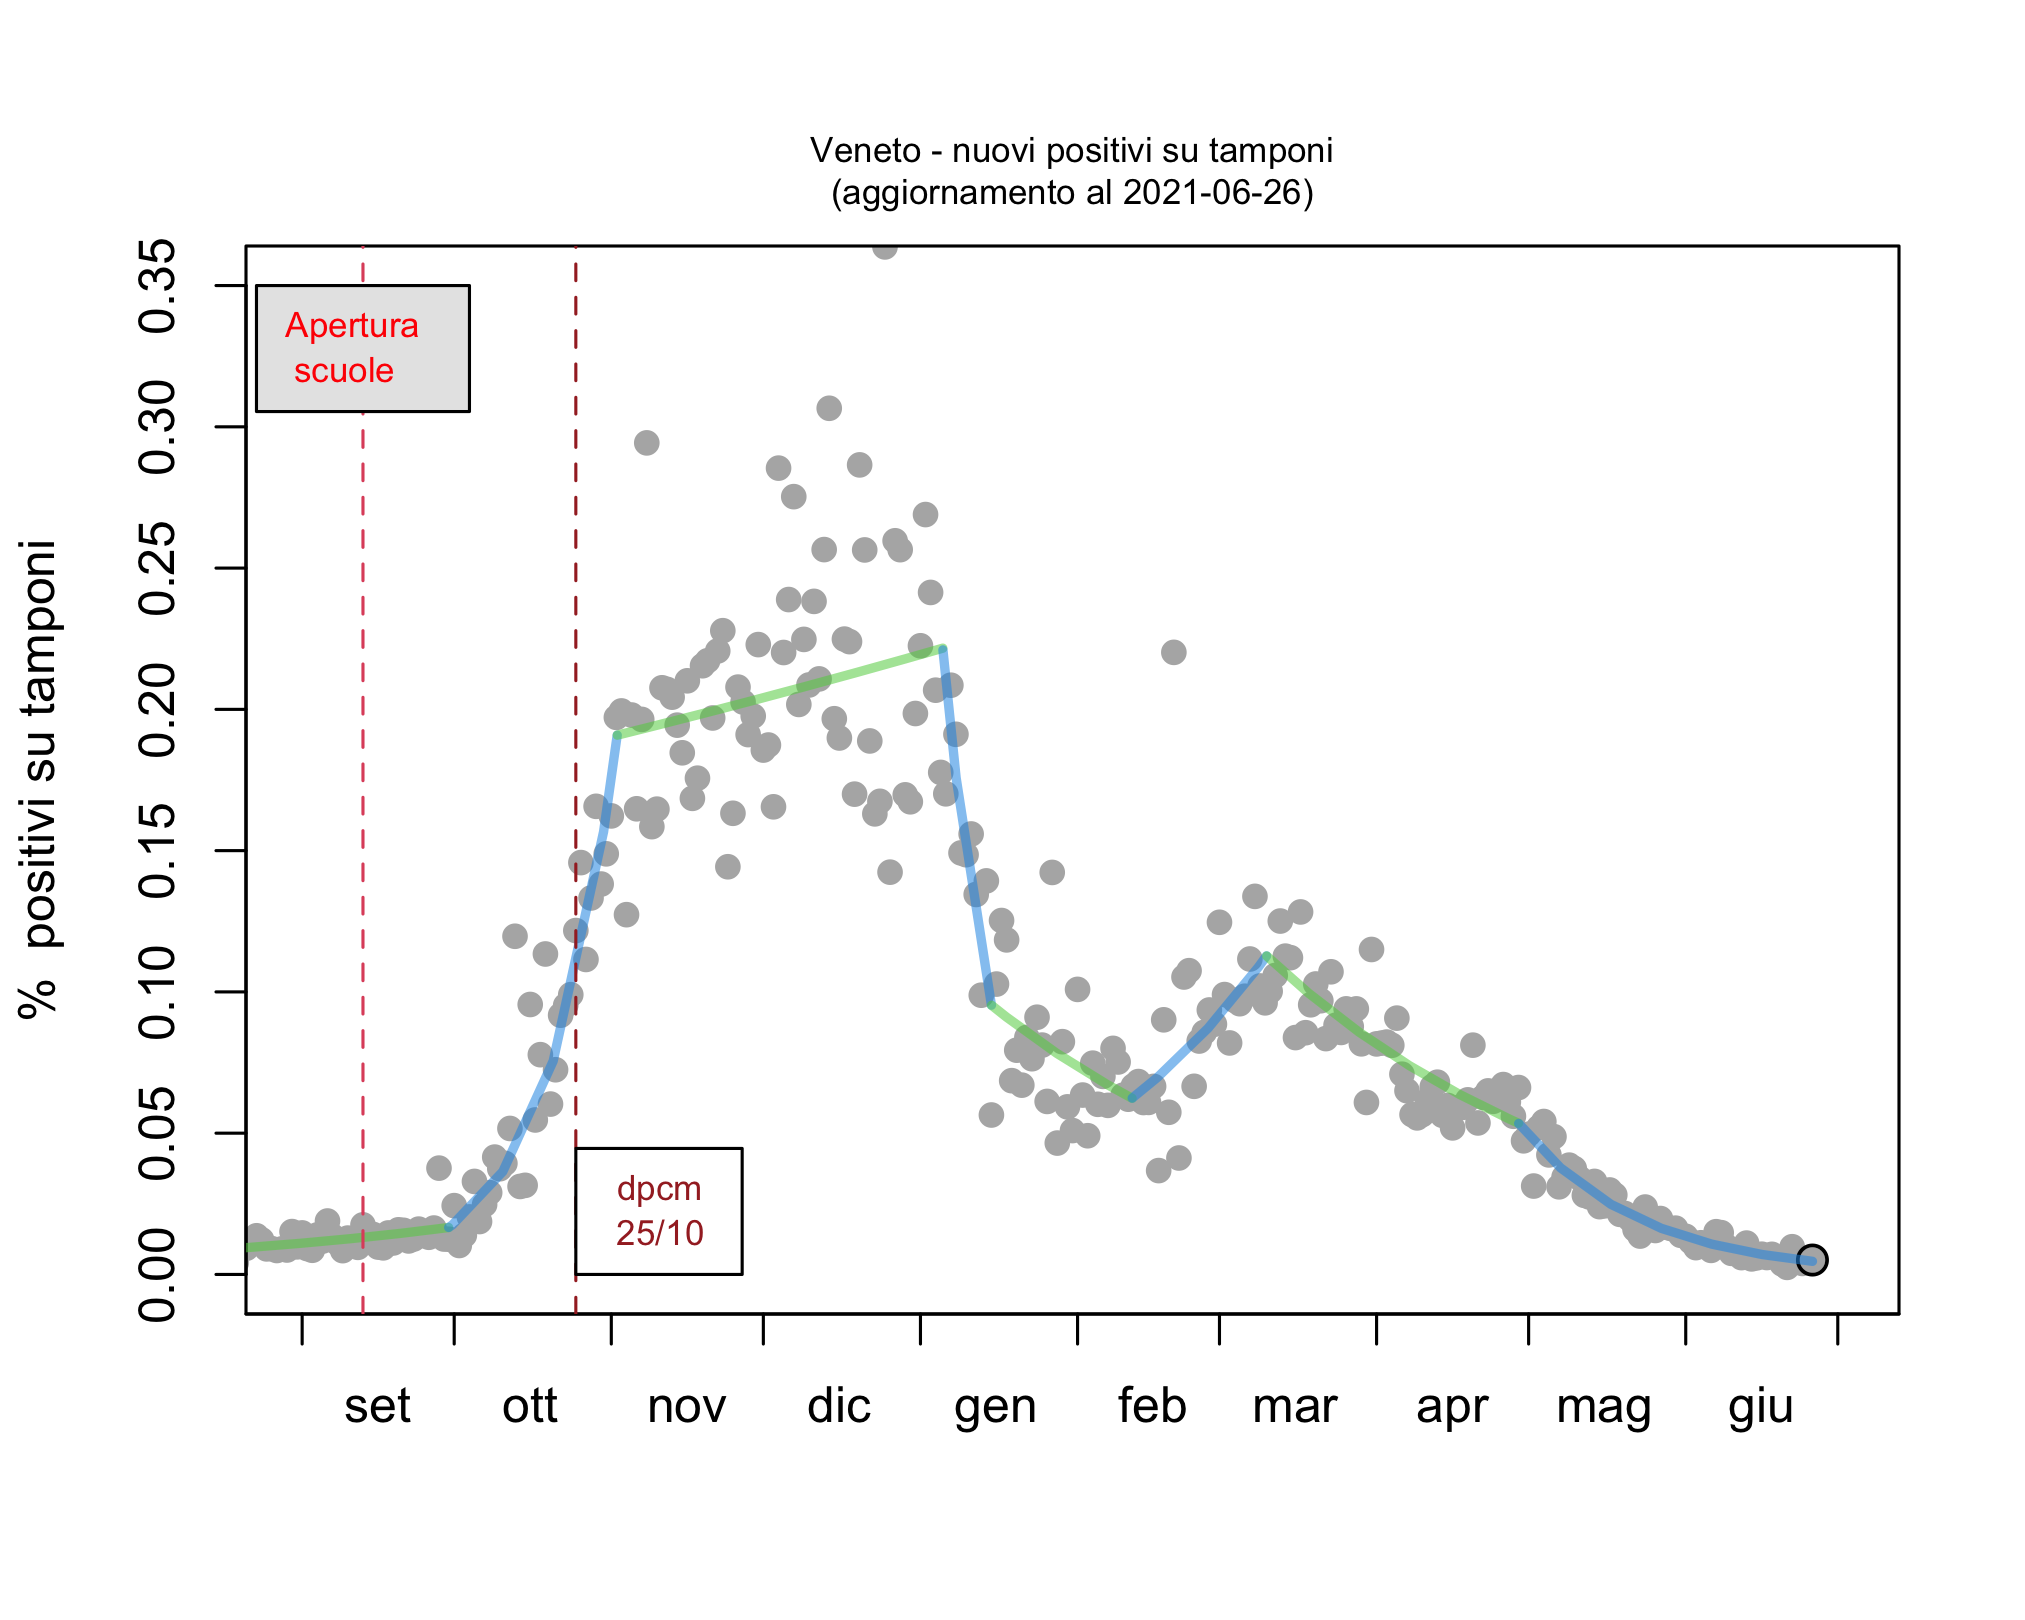 Veneto - nuovi positivi su tamponi
(aggiornamento al 2021-06-26)
% positivi su tamponi
0.35
0.30
0.25
0.20
0.15
0.10
0.05
0.00
Apertura
scuole
dpcm
25/10
set ott nov dic gen feb mar apr mag giu